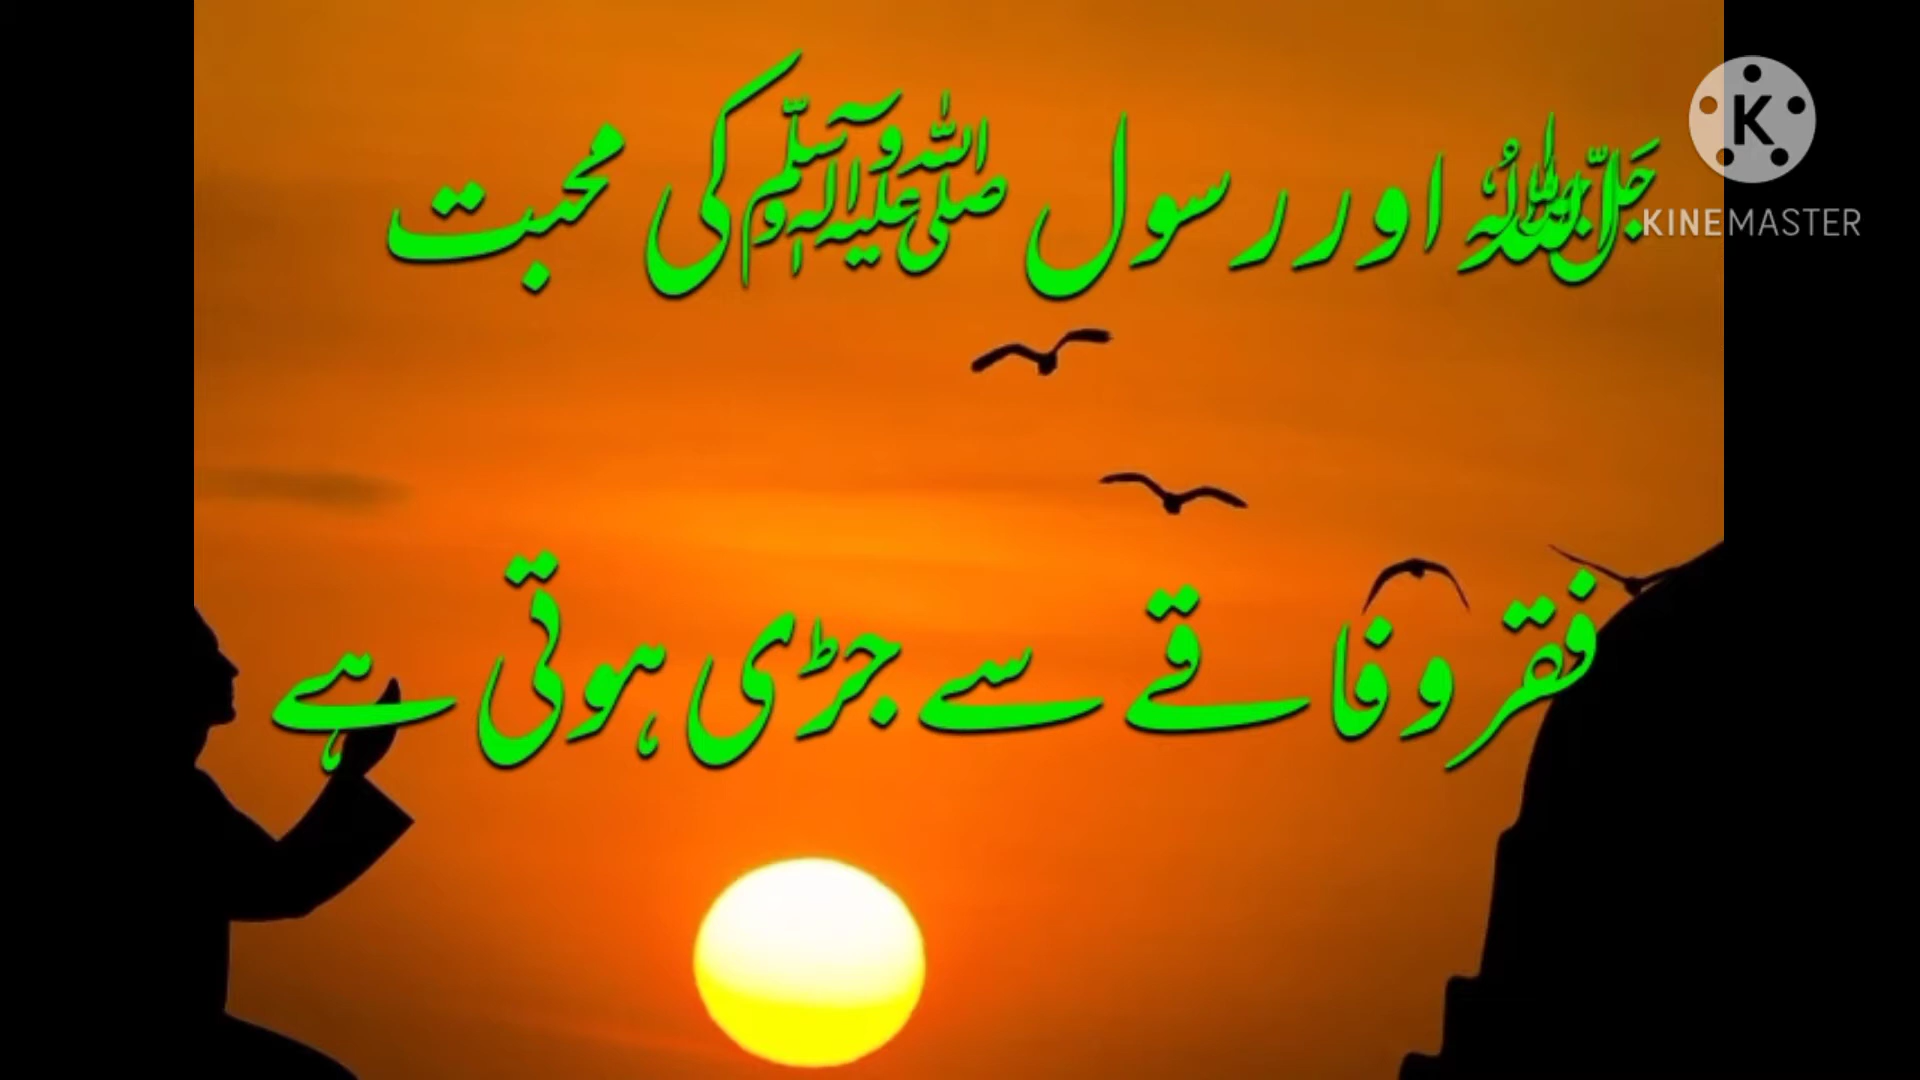 اللہ جل جلالہ اور رسول صلی اللہ علیہ وآلہ وسلم کی محبت
فقر و فاقے سے جڑی ہوتی ہے
K
KINEMASTER